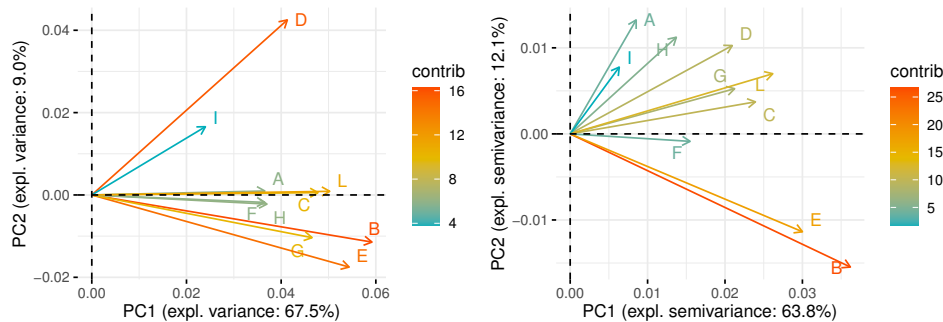 PC2 (expl. variance: 9.0%)
0.04
0.02
0.00
−0.02
D
I
A
L
F
H
C
B
E
G
0.00
0.02
0.04
0.06
PC1 (expl. variance: 67.5%)
contrib
16
12
8
4
PC2 (expl. semivariance: 12.1%)
0.010
0.000
−0.010
A
H
I
D
G
L
C
F
E
B
0.00
0.01
0.02
0.03
PC1 (expl. semivariance: 63.8%)
contrib
25
20
15
10
5